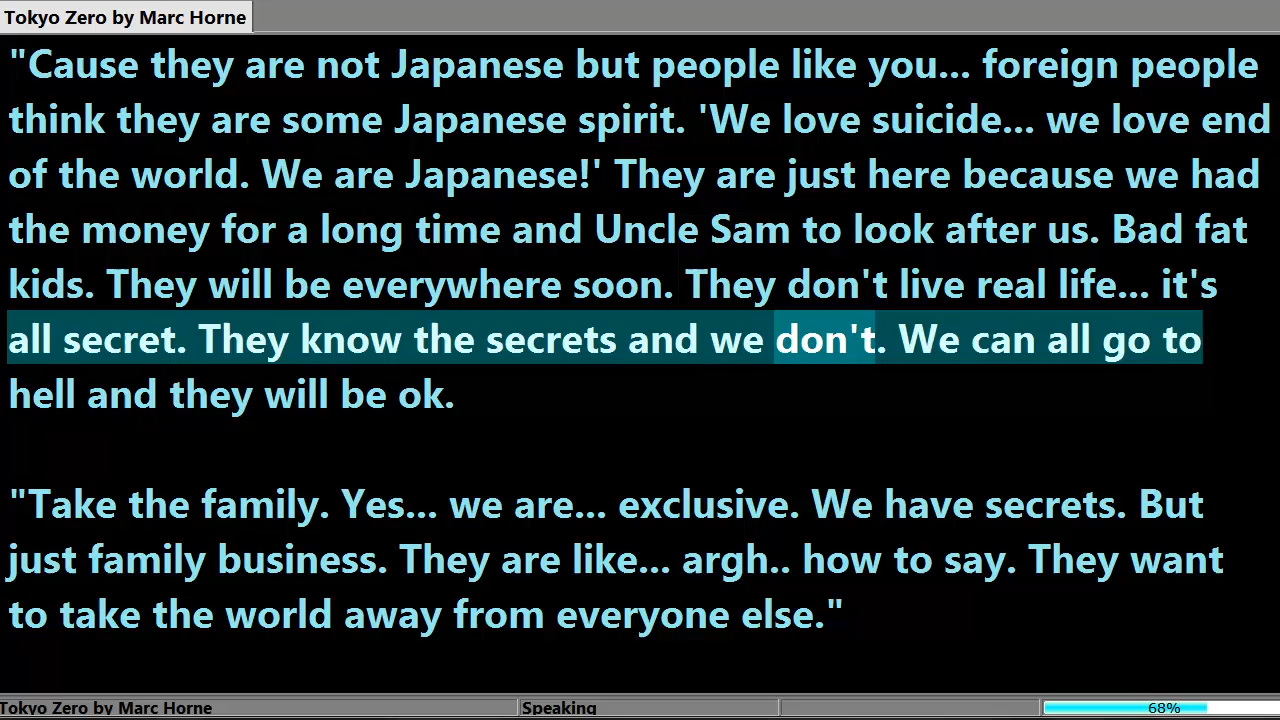 Tokyo Zero by Marc Horne
"Cause they are not Japanese but people like you... foreign people
think they are some Japanese spirit. 'We love suicide... we love end
of the world. We are Japanese!' They are just here because we had
the money for a long time and Uncle Sam to look after us. Bad fat
kids. They will be everywhere soon. They don't live real life... it's
all secret. They know the secrets and we don't. We can all go to
hell and they will be ok.
"Take the family. Yes... we are... exclusive. We have secrets. But
just family business. They are like... argh.. how to say. They want
to take the world away from everyone else."
Tokyo Zero by Marc Horne
Speaking
68%